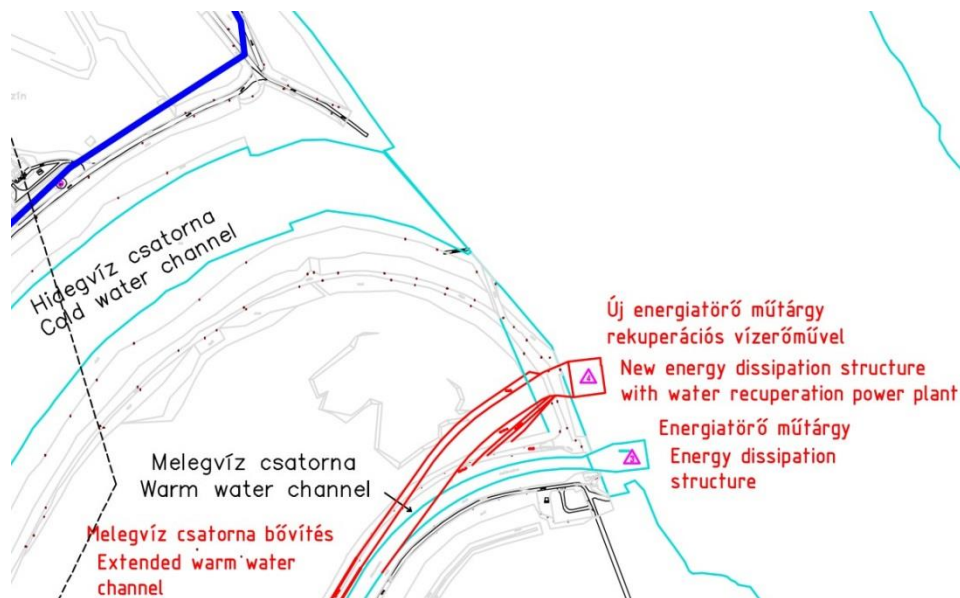 Hidegvíz csatorna
Cold water channel
Új energiatörő műtárgy
rekuperációs vízerőművel
New energy dissipation structure
with water recuperation power plant
Energiatörő műtárgy
Energy dissipation
structure
Melegvíz csatorna
Warm water channel
Melegvíz csatorna bővítés
Extended warm water
channel